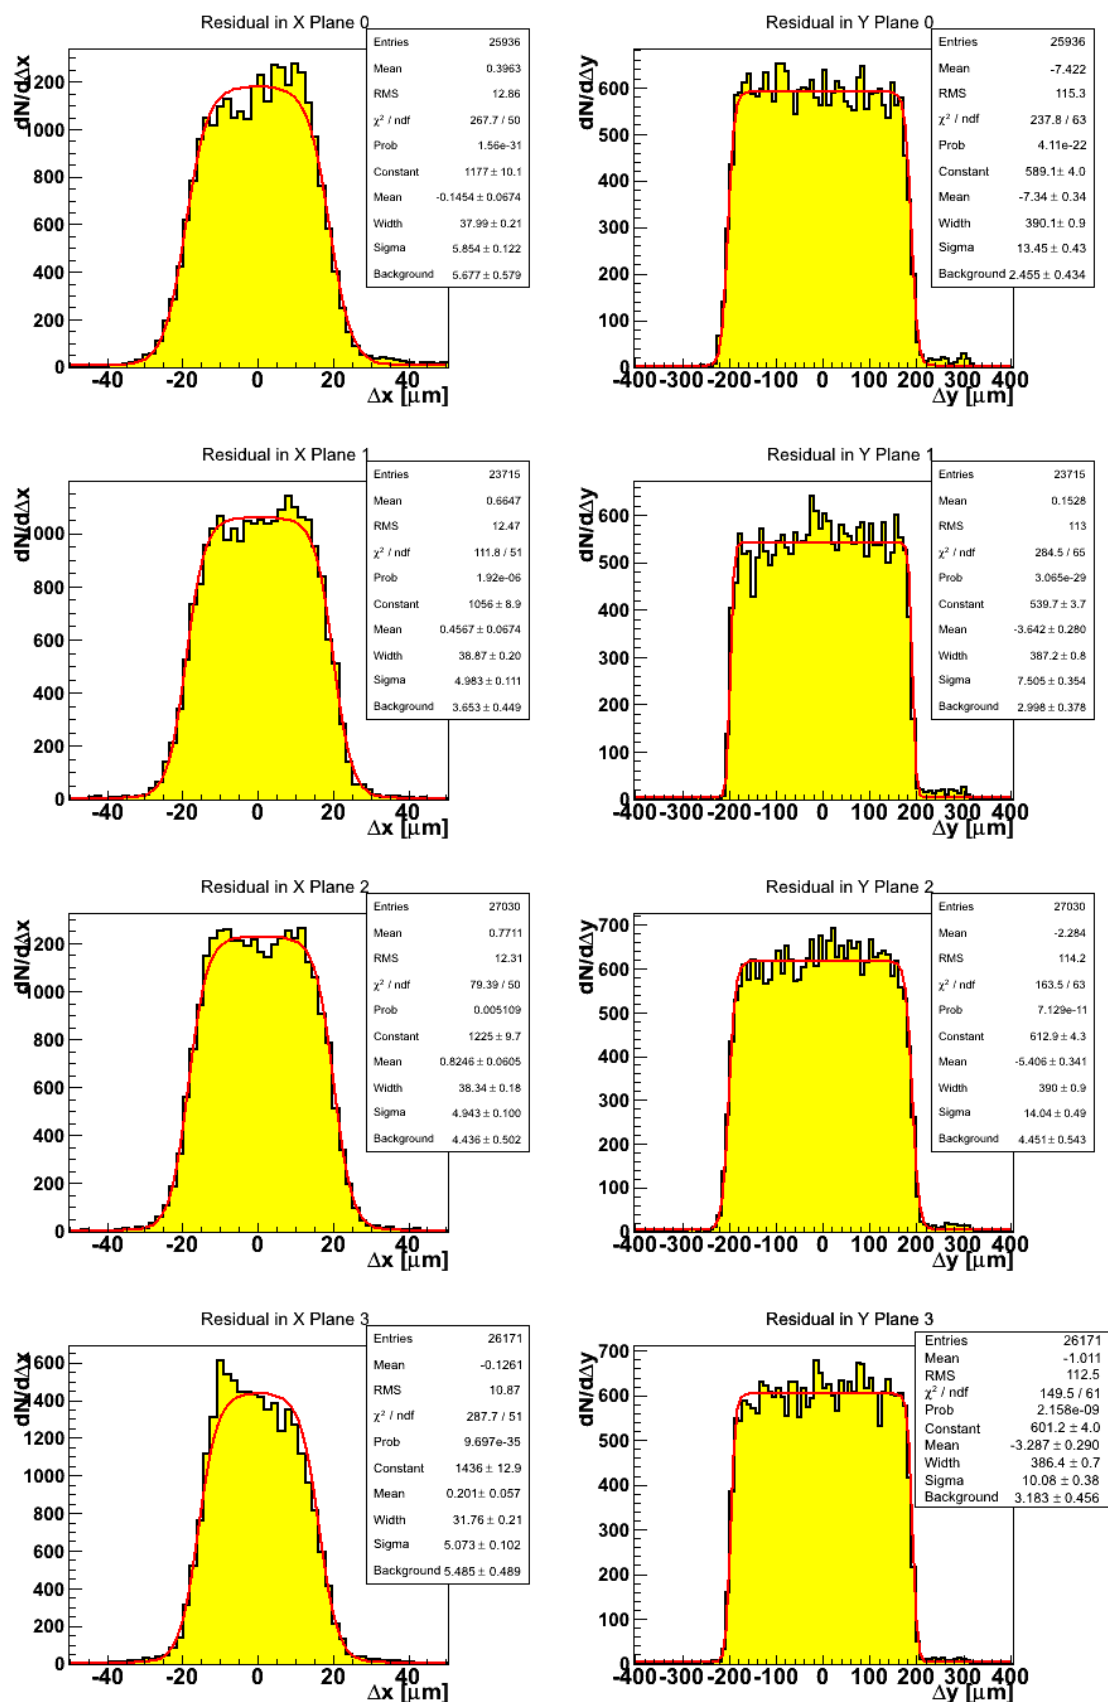 Residual in X Plane 0
Entries 25936
Mean 0.3963
RMS 12.86
χ² / ndf 267.7 / 50
Prob 1.56e-31
Constant 1177 ± 10.1
Mean -0.1454 ± 0.0674
Width 37.99 ± 0.21
Sigma 5.854 ± 0.122
Background 5.677 ± 0.579
dN/dΔx
1200
1000
800
600
400
200
0
-40 -20 0 20 40
Δx [μm]
Residual in Y Plane 0
Entries 25936
Mean -7.422
RMS 115.3
χ² / ndf 237.8 / 63
Prob 4.11e-22
Constant 589.1 ± 4.0
Mean -7.34 ± 0.34
Width 390.1 ± 0.9
Sigma 13.45 ± 0.43
Background 2.455 ± 0.434
dN/dΔy
600
500
400
300
200
100
0
-400 -300 -200 -100 0 100 200 300 400
Δy [μm]
Residual in X Plane 1
Entries 23715
Mean 0.6647
RMS 12.47
χ² / ndf 111.8 / 51
Prob 1.92e-06
Constant 1056 ± 8.9
Mean 0.4567 ± 0.0674
Width 38.87 ± 0.20
Sigma 4.983 ± 0.111
Background 3.653 ± 0.449
dN/dΔx
1000
800
600
400
200
0
-40 -20 0 20 40
Δx [μm]
Residual in Y Plane 1
Entries 23715
Mean 0.1528
RMS 113
χ² / ndf 284.5 / 65
Prob 3.065e-29
Constant 539.7 ± 3.7
Mean -3.642 ± 0.280
Width 387.2 ± 0.8
Sigma 7.505 ± 0.354
Background 2.998 ± 0.378
dN/dΔy
600
500
400
300
200
100
0
-400 -300 -200 -100 0 100 200 300 400
Δy [μm]
Residual in X Plane 2
Entries 27030
Mean 0.7711
RMS 12.31
χ² / ndf 79.39 / 50
Prob 0.005109
Constant 1225 ± 9.7
Mean 0.8246 ± 0.0605
Width 38.34 ± 0.18
Sigma 4.943 ± 0.100
Background 4.436 ± 0.502
dN/dΔx
1200
1000
800
600
400
200
0
-40 -20 0 20 40
Δx [μm]
Residual in Y Plane 2
Entries 27030
Mean -2.284
RMS 114.2
χ² / ndf 163.5 / 63
Prob 7.129e-11
Constant 612.9 ± 4.3
Mean -5.406 ± 0.341
Width 390 ± 0.9
Sigma 14.04 ± 0.49
Background 4.451 ± 0.543
dN/dΔy
700
600
500
400
300
200
100
0
-400 -300 -200 -100 0 100 200 300 400
Δy [μm]
Residual in X Plane 3
Entries 26171
Mean -0.1261
RMS 10.87
χ² / ndf 287.7 / 51
Prob 9.697e-35
Constant 1436 ± 12.9
Mean 0.201± 0.057
Width 31.76 ± 0.21
Sigma 5.073 ± 0.102
Background 5.485 ± 0.489
dN/dΔx
1600
1400
1200
1000
800
600
400
200
0
-40 -20 0 20 40
Δx [μm]
Residual in Y Plane 3
Entries 26171
Mean -1.011
RMS 112.5
χ² / ndf 149.5 / 61
Prob 2.158e-09
Constant 601.2 ± 4.0
Mean -3.287 ± 0.290
Width 386.4 ± 0.7
Sigma 10.08 ± 0.38
Background 3.183 ± 0.456
dN/dΔy
700
600
500
400
300
200
100
0
-400 -300 -200 -100 0 100 200 300 400
Δy [μm]